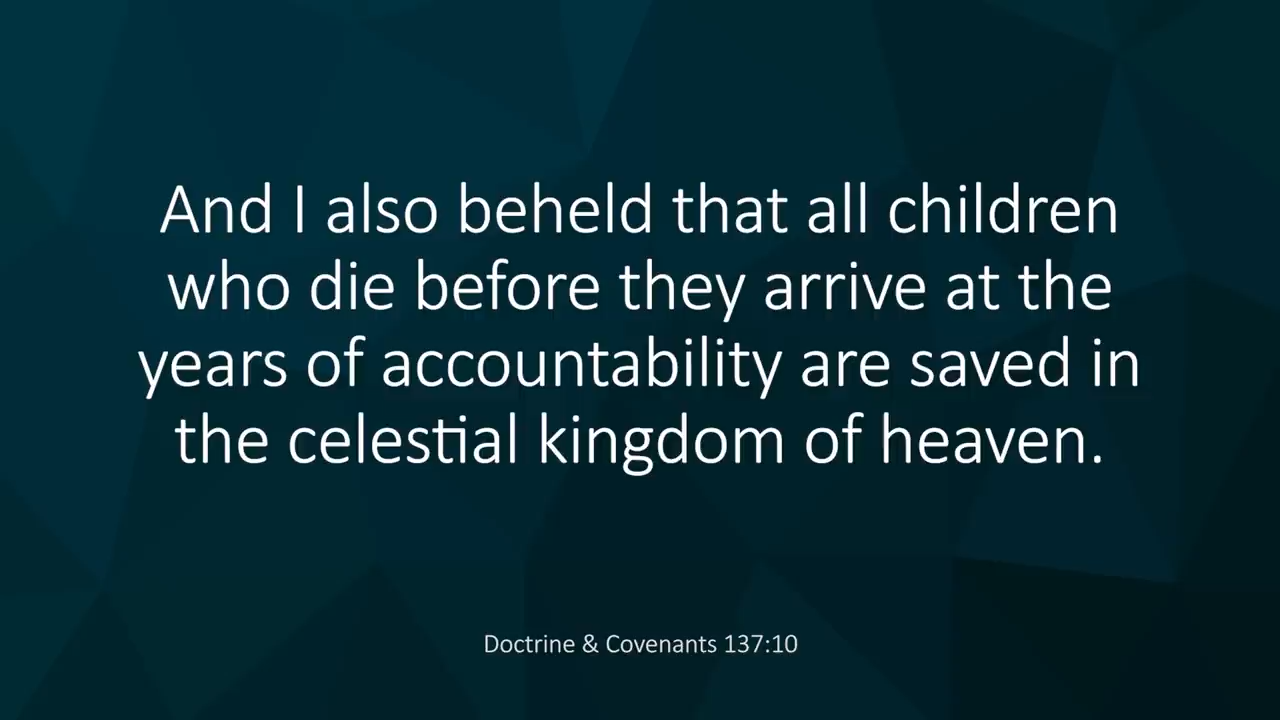 And I also beheld that all children
who die before they arrive at the
years of accountability are saved in
the celestial kingdom of heaven.
Doctrine & Covenants 137:10